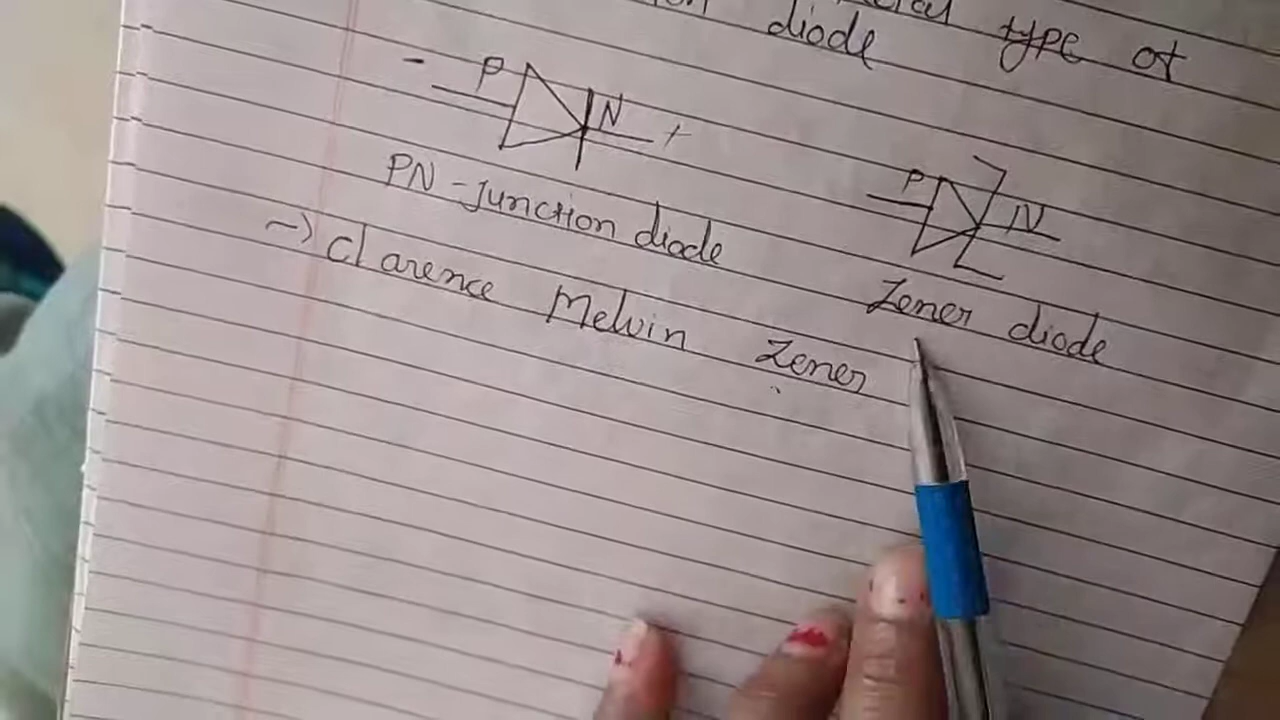 type of
diode
- P N +
PN-Junction diode
P N
Zener diode
→ Clarence Melvin Zener